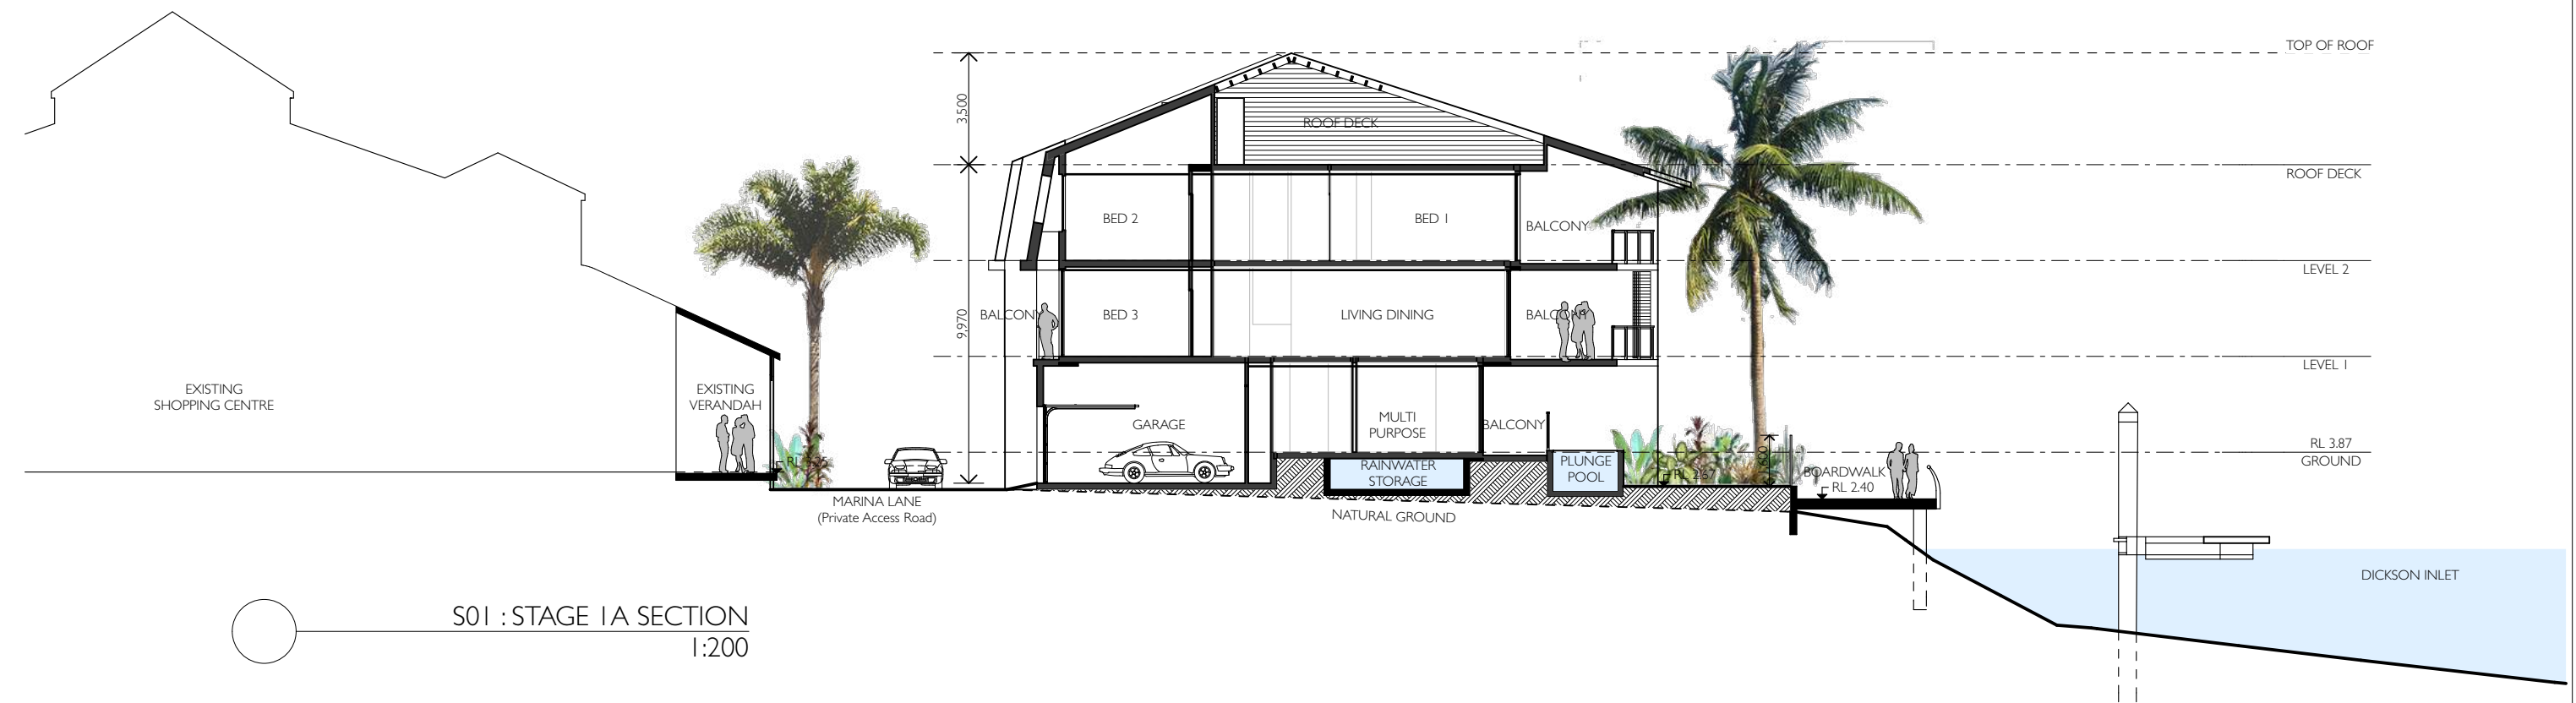 TOP OF ROOF
3,500
ROOF DECK
ROOF DECK
BED 2
BED 1
BALCONY
LEVEL 2
9,970
BALCONY
BED 3
LIVING DINING
BALCONY
LEVEL 1
EXISTING
SHOPPING CENTRE
EXISTING
VERANDAH
GARAGE
MULTI
PURPOSE
BALCONY
RL 3.87
GROUND
RAINWATER
STORAGE
PLUNGE
POOL
BOARDWALK
RL 2.40
MARINA LANE
(Private Access Road)
NATURAL GROUND
DICKSON INLET
S01 : STAGE 1A SECTION
1:200